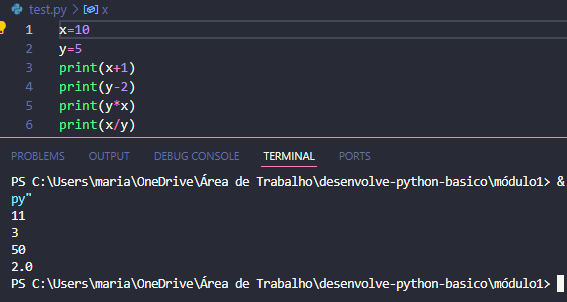 test.py > x
1 x=10
2 y=5
3 print(x+1)
4 print(y-2)
5 print(y*x)
6 print(x/y)
PROBLEMS OUTPUT DEBUG CONSOLE TERMINAL PORTS
PS C:\Users\maria\OneDrive\Área de Trabalho\desenvolve-python-basico\módulo1> &
py"
11
3
50
2.0
PS C:\Users\maria\OneDrive\Área de Trabalho\desenvolve-python-basico\módulo1>